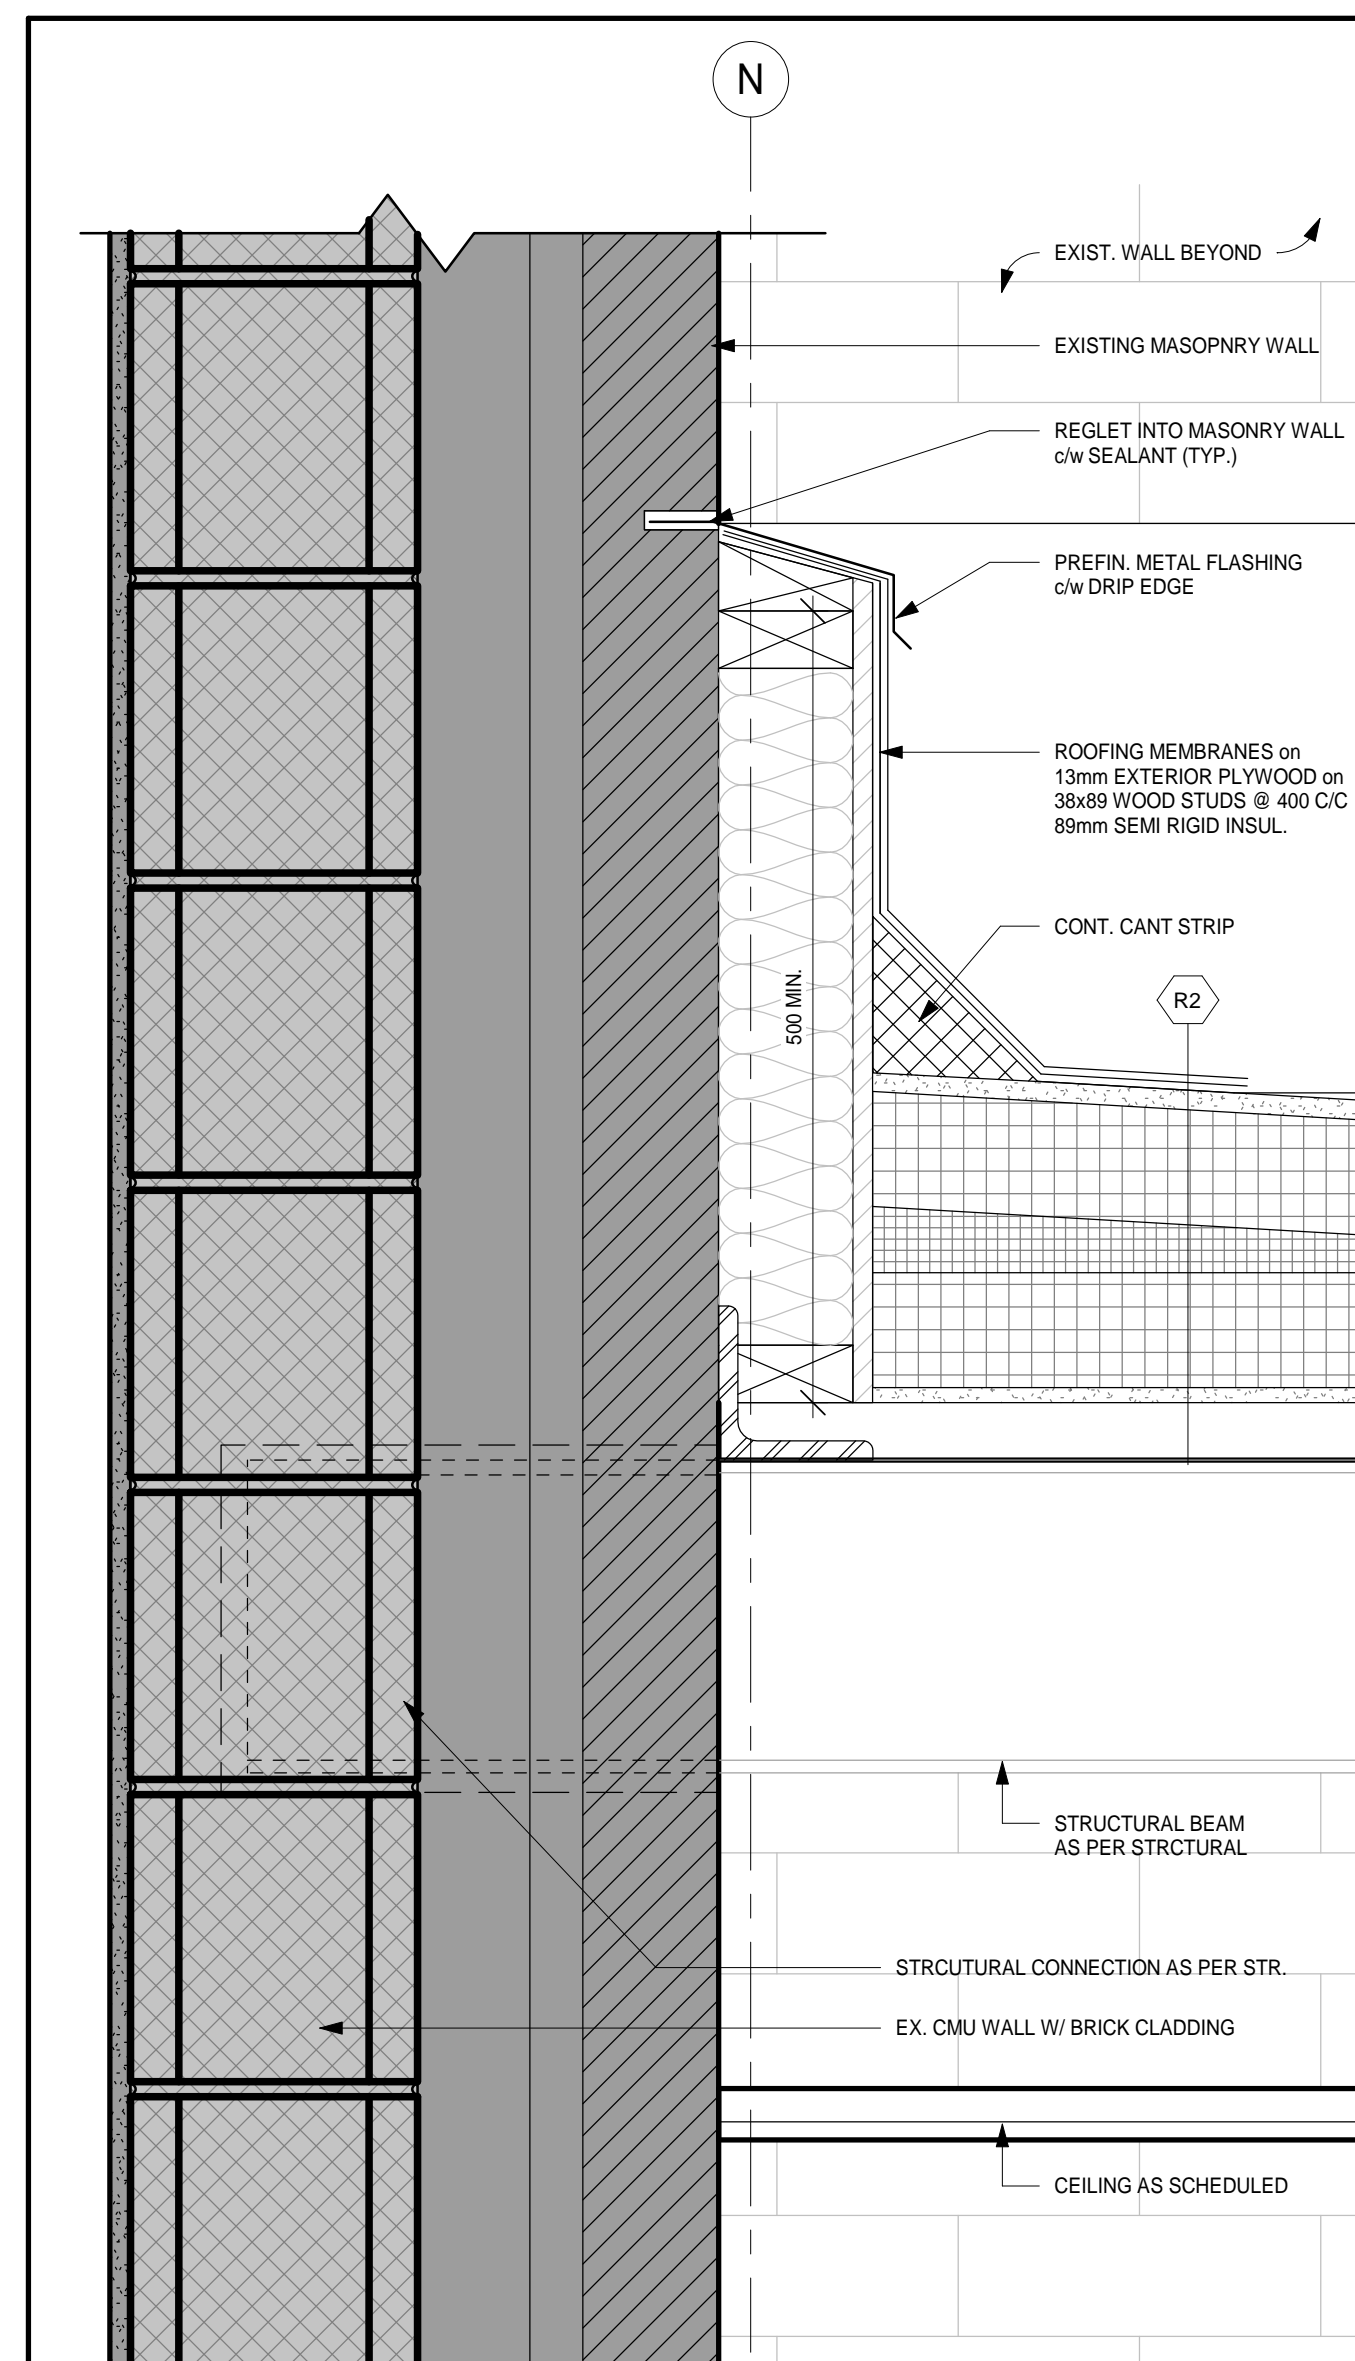 N
EXIST. WALL BEYOND
EXISTING MASOPNRY WALL
REGLET INTO MASONRY WALL
c/w SEALANT (TYP.)
PREFIN. METAL FLASHING
c/w DRIP EDGE
ROOFING MEMBRANES on
13mm EXTERIOR PLYWOOD on
38x89 WOOD STUDS @ 400 C/C
89mm SEMI RIGID INSUL.
CONT. CANT STRIP
R2
500 MIN.
STRUCTURAL BEAM
AS PER STRCTURAL
STRCUTURAL CONNECTION AS PER STR.
EX. CMU WALL W/ BRICK CLADDING
CEILING AS SCHEDULED